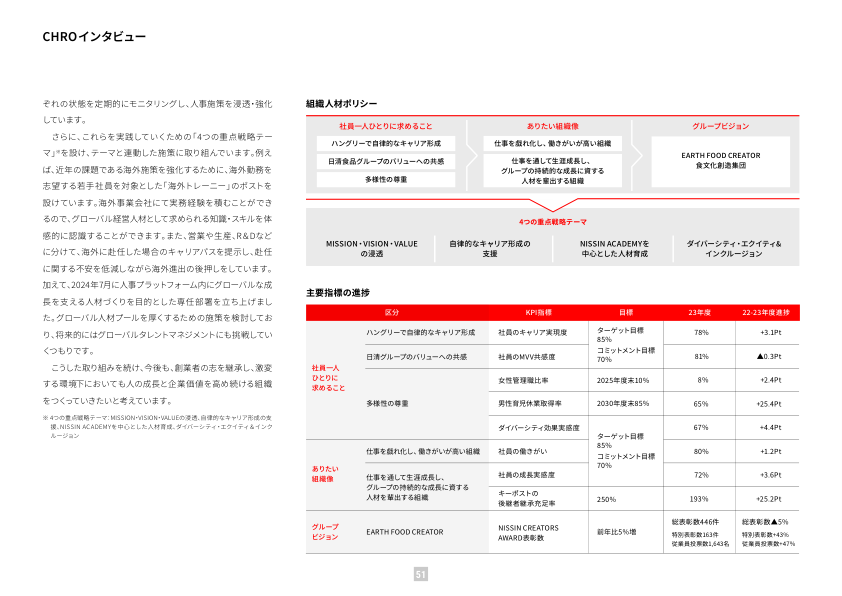 CHROインタビュー
ぞれの状態を定期的にモニタリングし、人事施策を浸透・強化
しています。
さらに、これらを実践していくための「4つの重点戦略テー
マ」※を設け、テーマと連動した施策に取り組んでいます。例え
ば、近年の課題である海外施策を強化するために、海外勤務を
志望する若手社員を対象とした「海外トレーニー」のポストを
設けています。海外事業会社にて実務経験を積むことができ
るので、グローバル経営人材として求められる知識・スキルを体
感的に認識することができます。また、営業や生産、R&Dなど
に分けて、海外に赴任した場合のキャリアパスを提示し、赴任
に関する不安を低減しながら海外進出の後押しをしています。
加えて、2024年7月に人事プラットフォーム内にグローバルな成
長を支える人材づくりを目的とした専任部署を立ち上げまし
た。グローバル人材プールを厚くするための施策を検討してお
り、将来的にはグローバルタレントマネジメントにも挑戦してい
くつもりです。
こうした取り組みを続け、今後も、創業者の志を継承し、激変
する環境下においても人の成長と企業価値を高め続ける組織
をつくっていきたいと考えています。
※ 4つの重点戦略テーマ：MISSION・VISION・VALUEの浸透、自律的なキャリア形成の支
援、NISSIN ACADEMYを中心とした人材育成、ダイバーシティ・エクイティ＆インク
ルージョン
組織人材ポリシー
社員一人ひとりに求めること
ハングリーで自律的なキャリア形成
日清食品グループのバリューへの共感
多様性の尊重
ありたい組織像
仕事を戯れ化し、働きがいが高い組織
仕事を通して生涯成長し、
グループの持続的な成長に資する
人材を輩出する組織
グループビジョン
EARTH FOOD CREATOR
食文化創造集団
4つの重点戦略テーマ
MISSION・VISION・VALUE
の浸透
自律的なキャリア形成の
支援
NISSIN ACADEMYを
中心とした人材育成
ダイバーシティ・エクイティ&
インクルージョン
主要指標の進捗
区分 KPI指標 目標 23年度 22-23年度進捗
社員一人
ひとりに
求めること
ハングリーで自律的なキャリア形成 社員のキャリア実現度
ターゲット目標
85%
コミットメント目標
70%
78% +3.1Pt
日清グループのバリューへの共感 社員のMVV共感度 81% ▲0.3Pt
多様性の尊重
女性管理職比率 2025年度末10% 8% +2.4Pt
男性育児休業取得率 2030年度末85% 65% +25.4Pt
ダイバーシティ効果実感度
ターゲット目標
85%
コミットメント目標
70%
67% +4.4Pt
ありたい
組織像
仕事を戯れ化し、働きがいが高い組織 社員の働きがい 80% +1.2Pt
仕事を通して生涯成長し、
グループの持続的な成長に資する
人材を輩出する組織
社員の成長実感度 72% +3.6Pt
キーポストの
後継者継承充足率
250% 193% +25.2Pt
グループ
ビジョン
EARTH FOOD CREATOR
NISSIN CREATORS
AWARD表彰数
前年比5%増
総表彰数446件
特別表彰数163件
従業員投票数1,643名
総表彰数▲5%
特別表彰数+43%
従業員投票数+47%
51